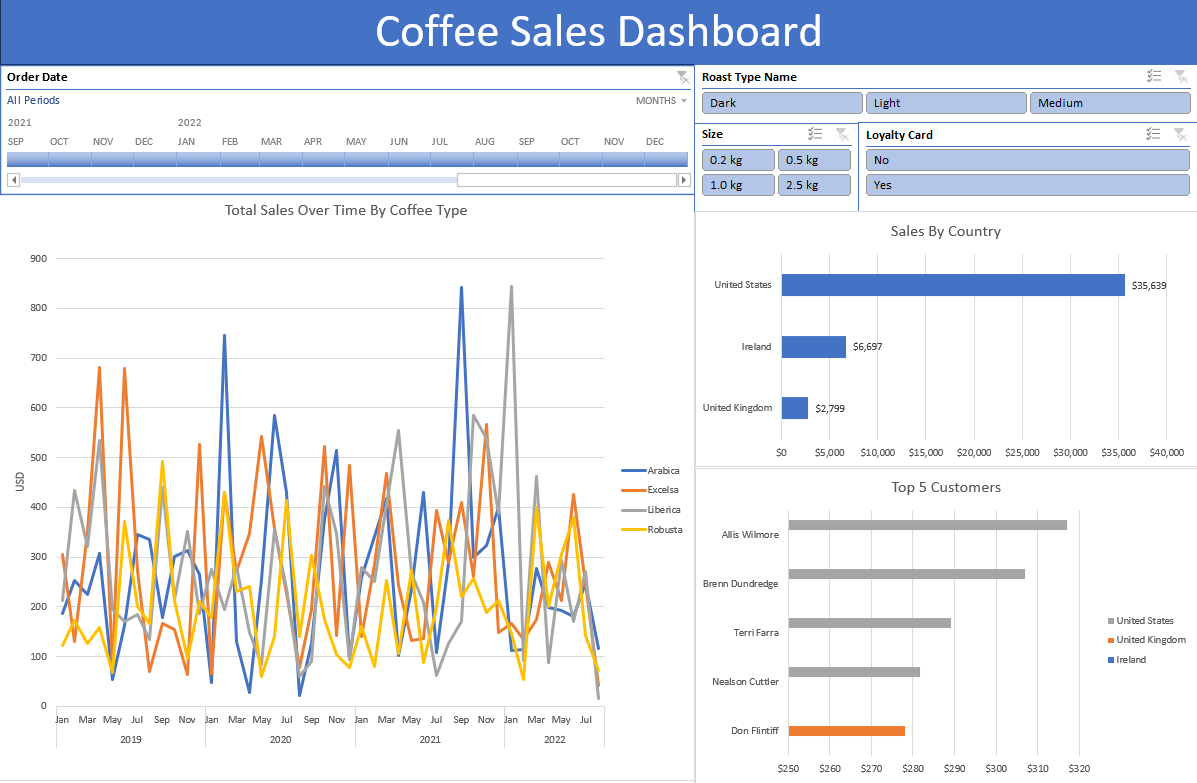 Coffee Sales Dashboard
Order Date
All Periods
MONTHS
2021 2022
SEP OCT NOV DEC JAN FEB MAR APR MAY JUN JUL AUG SEP OCT NOV DEC
Roast Type Name
Dark Light Medium
Size
0.2 kg 0.5 kg
1.0 kg 2.5 kg
Loyalty Card
No
Yes
Total Sales Over Time By Coffee Type
900
800
700
600
500
400
300
200
100
0
USD
Jan Mar May Jul Sep Nov Jan Mar May Jul Sep Nov Jan Mar May Jul Sep Nov Jan Mar May Jul
2019 2020 2021 2022
Arabica
Excelsa
Liberica
Robusta
Sales By Country
United States $35,639
Ireland $6,697
United Kingdom $2,799
$0 $5,000 $10,000 $15,000 $20,000 $25,000 $30,000 $35,000 $40,000
Top 5 Customers
Allis Wilmore
Brenn Dundredge
Terri Farra
Nealson Cuttler
Don Flintiff
$250 $260 $270 $280 $290 $300 $310 $320
United States
United Kingdom
Ireland